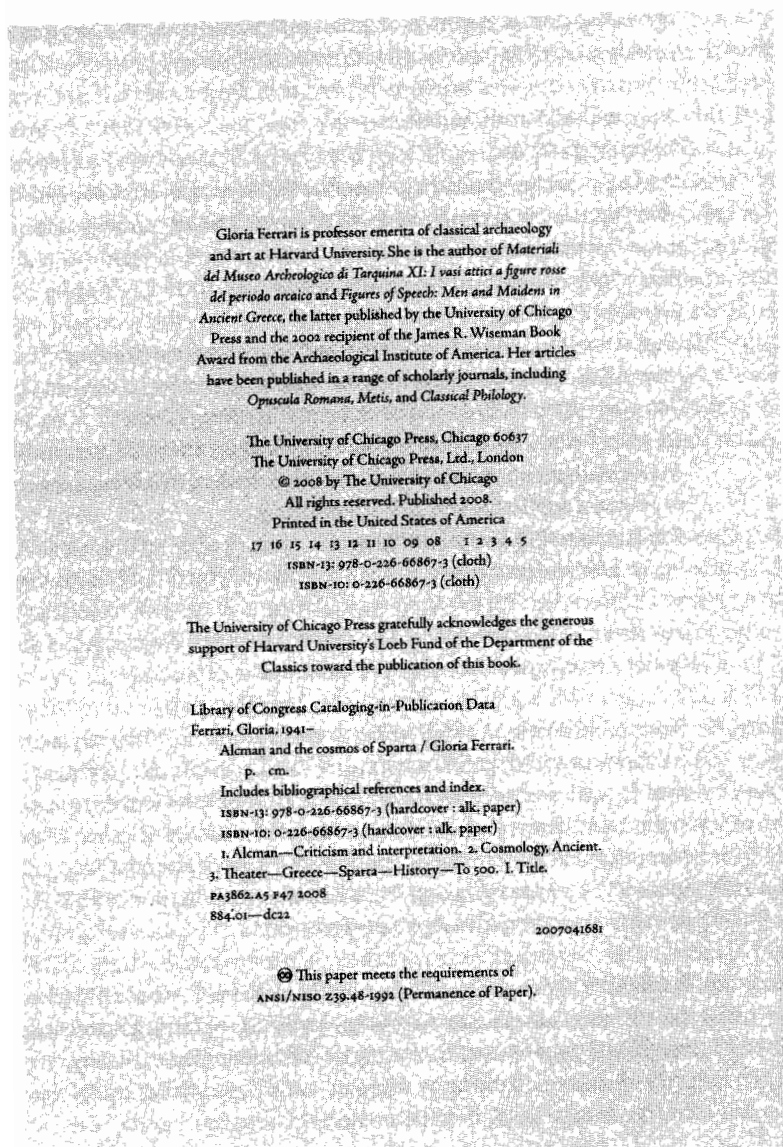 Gloria Ferrari is professor emerita of classical archaeology
and art at Harvard University. She is the author of Materiali
del Museo Archeologico di Tarquina XI: I vasi attici a figure rosse
del periodo arcaico and Figures of Speech: Men and Maidens in
Ancient Greece, the latter published by the University of Chicago
Press and the 2002 recipient of the James R. Wiseman Book
Award from the Archaeological Institute of America. Her articles
have been published in a range of scholarly journals, including
Opuscula Romana, Metis, and Classical Philology.
The University of Chicago Press, Chicago 60637
The University of Chicago Press, Ltd., London
© 2008 by The University of Chicago
All rights reserved. Published 2008.
Printed in the United States of America
17 16 15 14 13 12 11 10 09 08 1 2 3 4 5
ISBN-13: 978-0-226-66867-3 (cloth)
ISBN-10: 0-226-66867-3 (cloth)
The University of Chicago Press gratefully acknowledges the generous
support of Harvard University's Loeb Fund of the Department of the
Classics toward the publication of this book.
Library of Congress Cataloging-in-Publication Data
Ferrari, Gloria, 1941–
Alcman and the cosmos of Sparta / Gloria Ferrari.
p. cm.
Includes bibliographical references and index.
ISBN-13: 978-0-226-66867-3 (hardcover : alk. paper)
ISBN-10: 0-226-66867-3 (hardcover : alk. paper)
1. Alcman—Criticism and interpretation. 2. Cosmology, Ancient.
3. Theater—Greece—Sparta—History—To 500. I. Title.
PA3862.A5 F47 2008
884'.01—dc22
2007041681
♾ This paper meets the requirements of
ANSI/NISO Z39.48-1992 (Permanence of Paper).